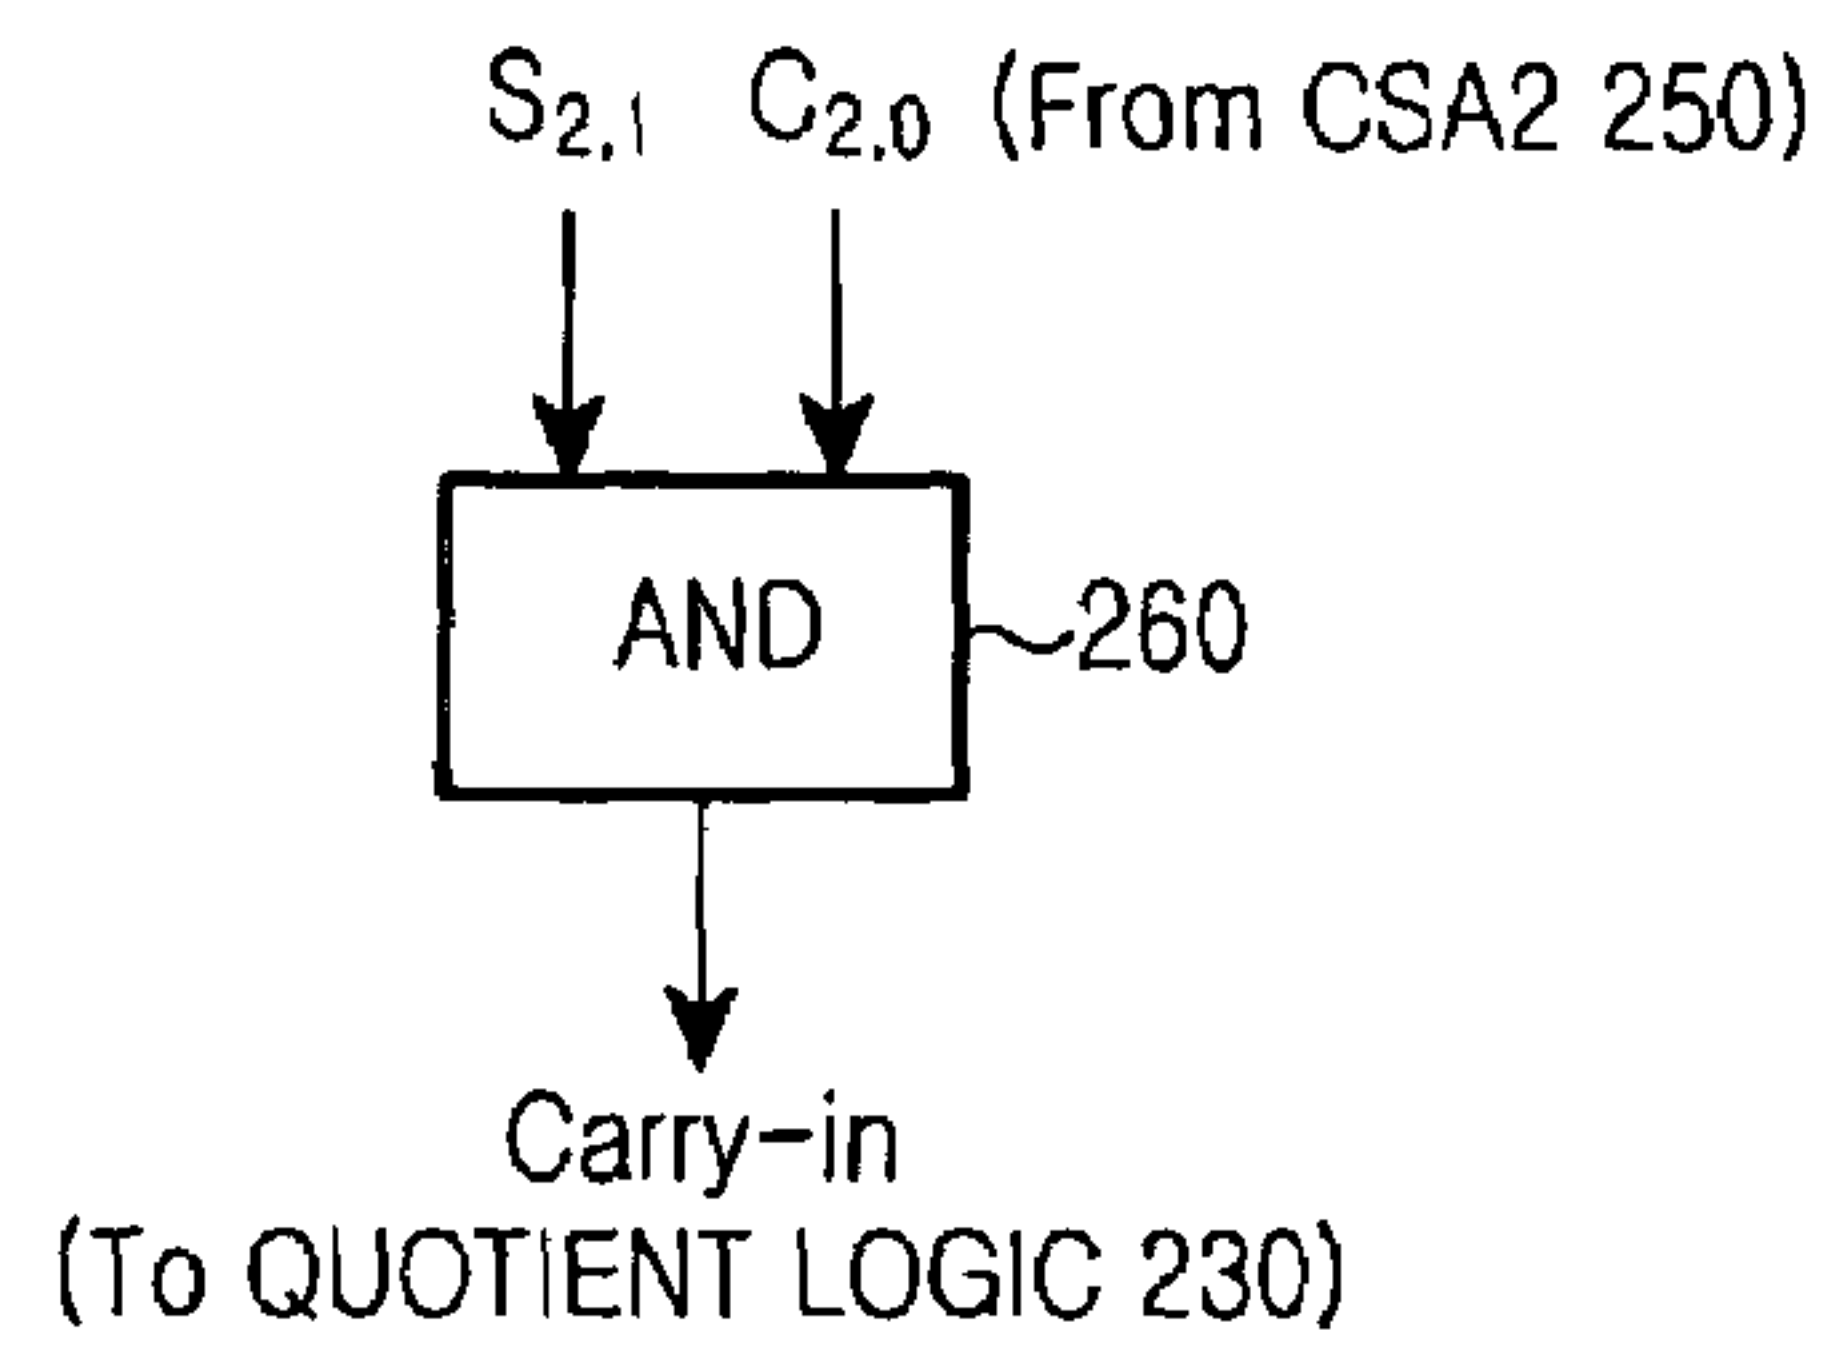 S2,1 C2,0 (From CSA2 250)
AND
260
Carry-in
(To QUOTIENT LOGIC 230)